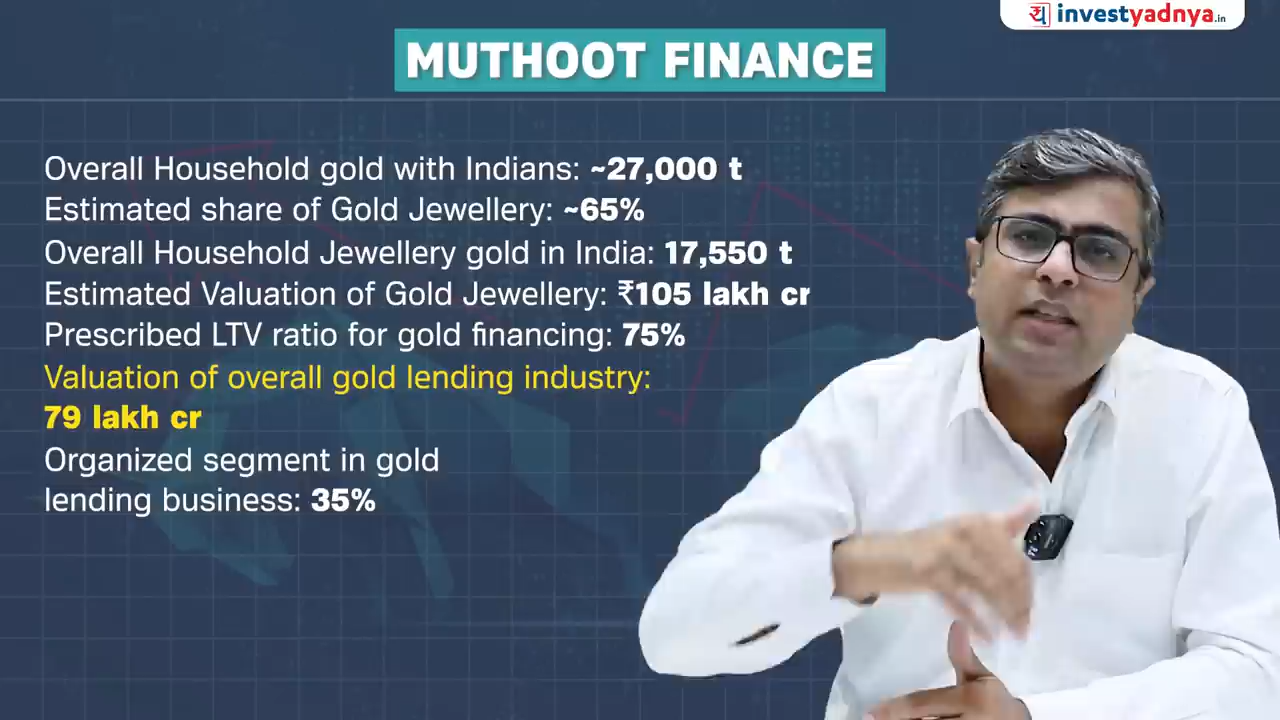 investyadnya.in
MUTHOOT FINANCE
Overall Household gold with Indians: ~27,000 t
Estimated share of Gold Jewellery: ~65%
Overall Household Jewellery gold in India: 17,550 t
Estimated Valuation of Gold Jewellery: ₹105 lakh cr
Prescribed LTV ratio for gold financing: 75%
Valuation of overall gold lending industry:
79 lakh cr
Organized segment in gold
lending business: 35%